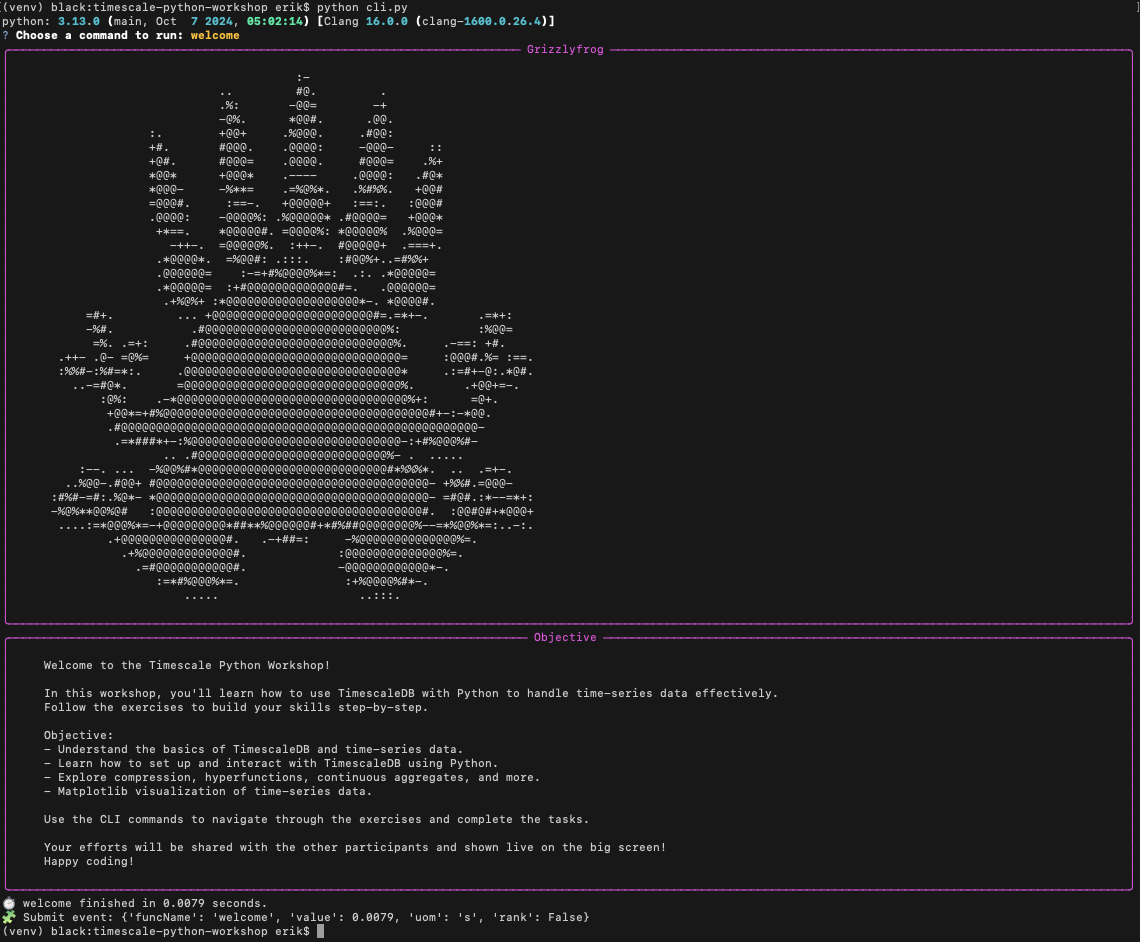 (venv) black:timescale-python-workshop erik$ python cli.py
python: 3.13.0 (main, Oct  7 2024, 05:02:14) [Clang 16.0.0 (clang-1600.0.26.4)]
? Choose a command to run: welcome
Grizzlyfrog
Objective
Welcome to the Timescale Python Workshop!
In this workshop, you'll learn how to use TimescaleDB with Python to handle time-series data effectively.
Follow the exercises to build your skills step-by-step.
Objective:
- Understand the basics of TimescaleDB and time-series data.
- Learn how to set up and interact with TimescaleDB using Python.
- Explore compression, hyperfunctions, continuous aggregates, and more.
- Matplotlib visualization of time-series data.
Use the CLI commands to navigate through the exercises and complete the tasks.
Your efforts will be shared with the other participants and shown live on the big screen!
Happy coding!
welcome finished in 0.0079 seconds.
Submit event: {'funcName': 'welcome', 'value': 0.0079, 'uom': 's', 'rank': False}
(venv) black:timescale-python-workshop erik$